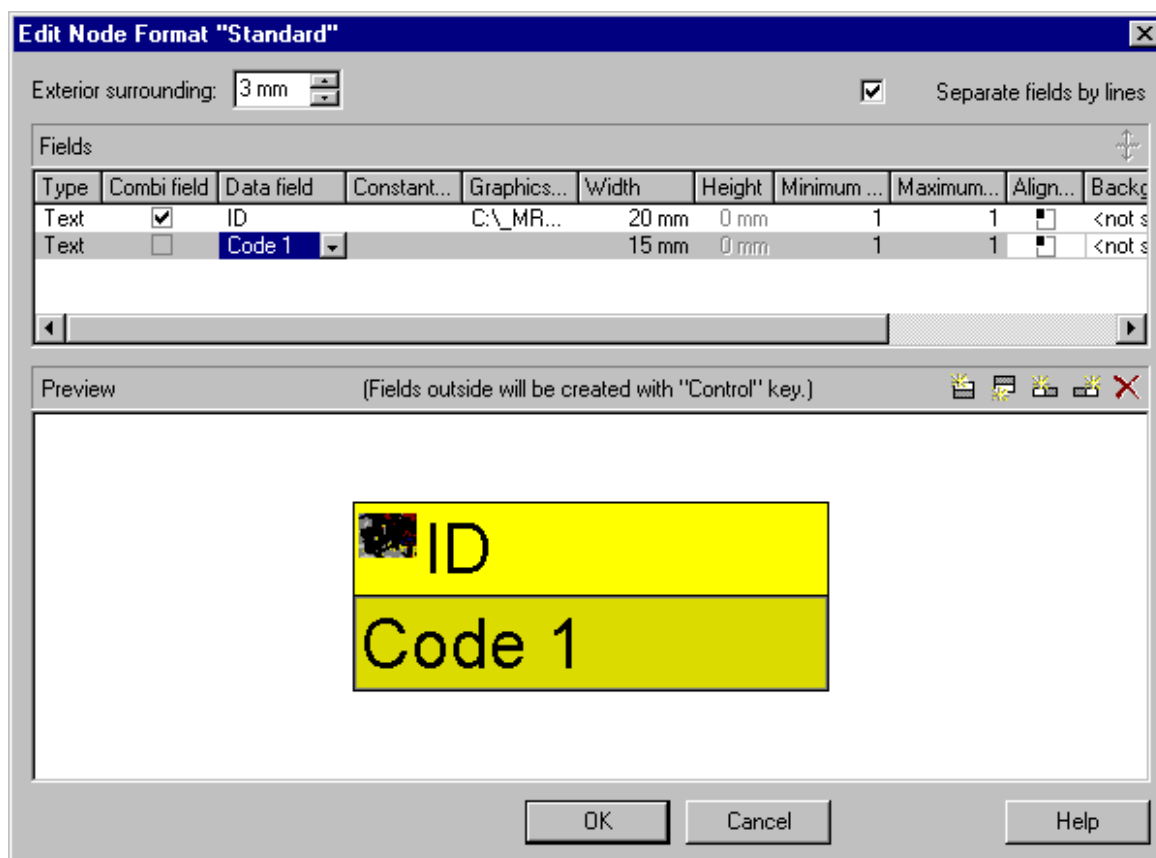 Edit Node Format "Standard"
Exterior surrounding: 3 mm Separate fields by lines
Fields
Type Combi field Data field Constant... Graphics... Width Height Minimum ... Maximum... Align... Backg
Text ID C:\_MR... 20 mm 0 mm 1 1 <not s
Text Code 1 15 mm 0 mm 1 1 <not s
Preview (Fields outside will be created with "Control" key.)
ID
Code 1
OK Cancel Help